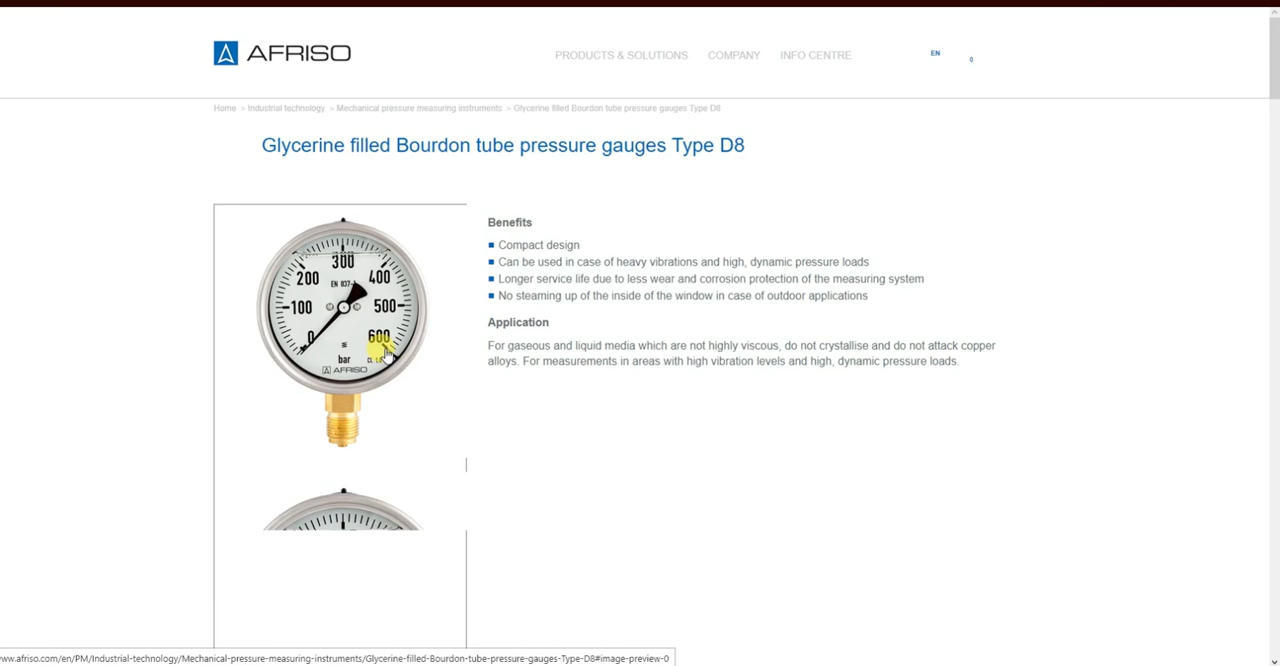 AFRISO
PRODUCTS & SOLUTIONS COMPANY INFO CENTRE EN 0
Home > Industrial technology > Mechanical pressure measuring instruments > Glycerine filled Bourdon tube pressure gauges Type D8
Glycerine filled Bourdon tube pressure gauges Type D8
Benefits
Compact design
Can be used in case of heavy vibrations and high, dynamic pressure loads
Longer service life due to less wear and corrosion protection of the measuring system
No steaming up of the inside of the window in case of outdoor applications
Application
For gaseous and liquid media which are not highly viscous, do not crystallise and do not attack copper
alloys. For measurements in areas with high vibration levels and high, dynamic pressure loads.
300
200 400
EN 837-1
100 500
0 600
bar
AFRISO
ww.afriso.com/en/PM/Industrial-technology/Mechanical-pressure-measuring-instruments/Glycerine-filled-Bourdon-tube-pressure-gauges-Type-D8#image-preview-0